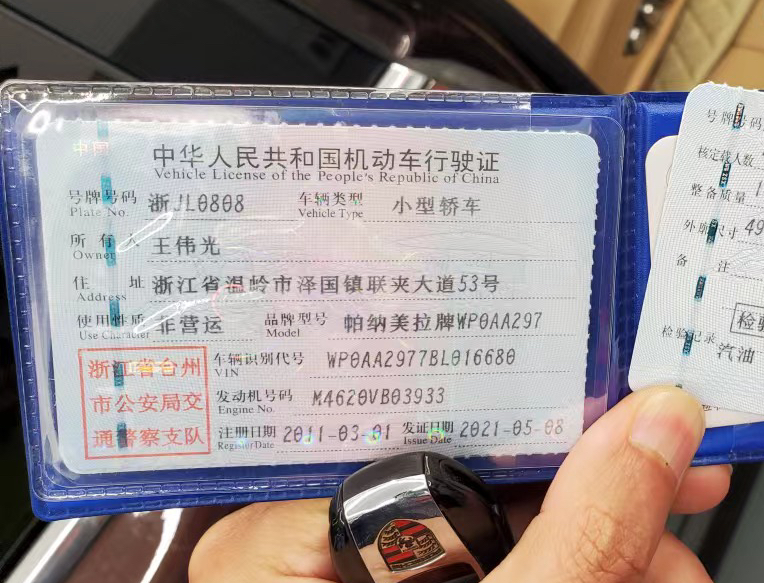 中华人民共和国机动车行驶证
Vehicle License of the People's Republic of China
号牌号码 浙JL0808 车辆类型 小型轿车
Plate No. Vehicle Type
所有人 王伟光
Owner
住址 浙江省温岭市泽国镇联夹大道53号
Address
使用性质 非营运 品牌型号 帕纳美拉牌WP0AA297
Use Character Model
浙江省台州
市公安局交
通警察支队
车辆识别代号 WP0AA2977BL016680
VIN
发动机号码 M4620VB03933
Engine No.
注册日期 2011-03-01 发证日期 2021-05-08
Register Date Issue Date
号牌号码
核定载人数
整备质量
外廓尺寸 49
备注
检验
检验记录
汽油